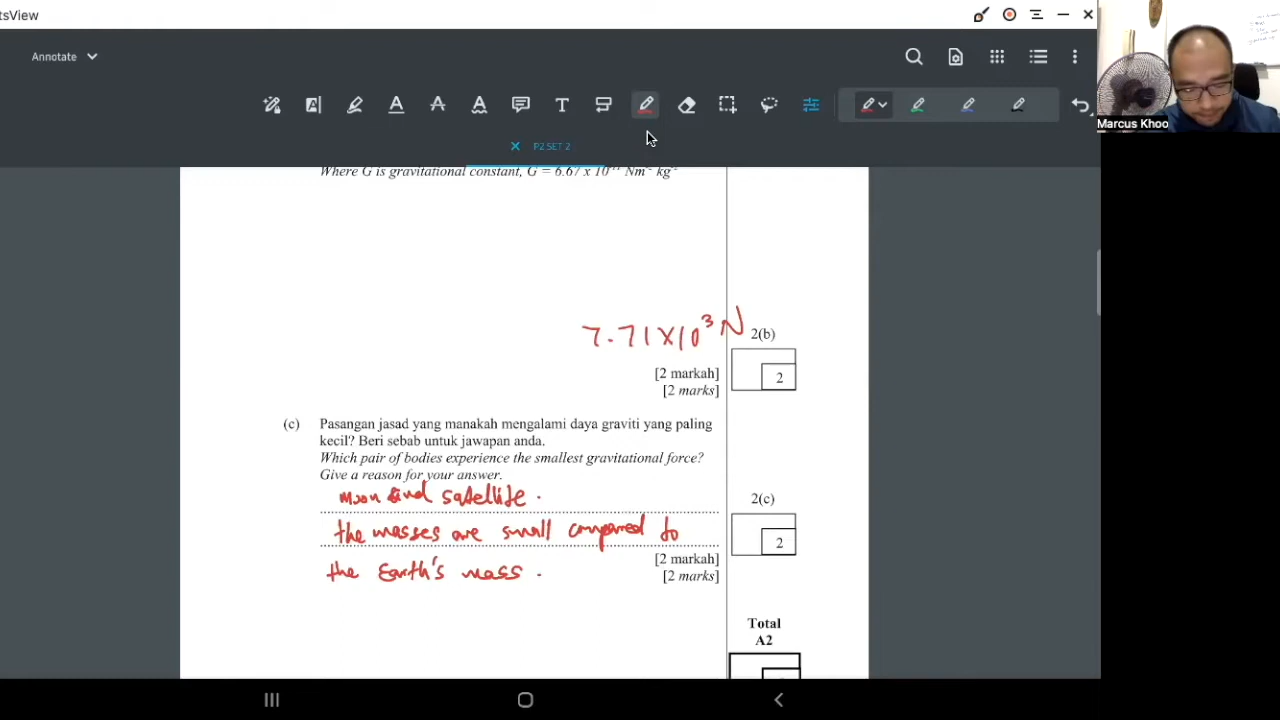 tsView
Annotate
Marcus Khoo
P2 SET 2
Where G is gravitational constant, G = 6.67 x 10⁻¹¹ Nm² kg⁻²
7.71x10³ N
2(b)
2
[2 markah]
[2 marks]
(c) Pasangan jasad yang manakah mengalami daya graviti yang paling
kecil? Beri sebab untuk jawapan anda.
Which pair of bodies experience the smallest gravitational force?
Give a reason for your answer.
Moon and satellite.
2(c)
the masses are small compared to
2
[2 markah]
the Earth's mass.
[2 marks]
Total
A2